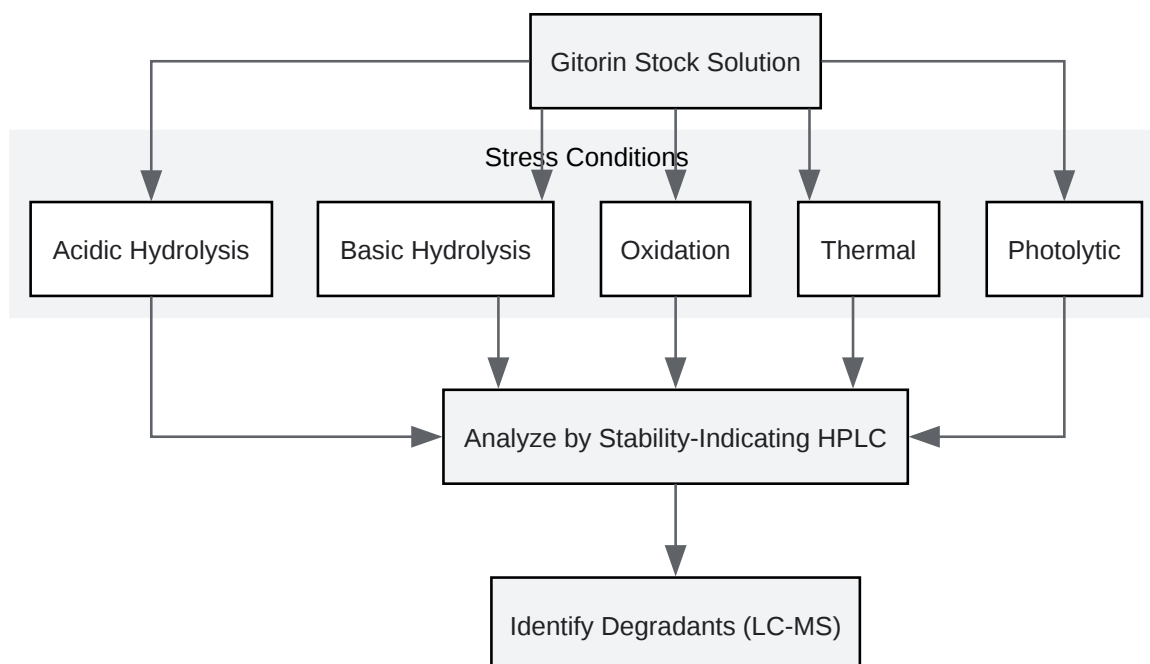 Gitorin Stock Solution
Stress Conditions
Acidic Hydrolysis
Basic Hydrolysis
Oxidation
Thermal
Photolytic
Analyze by Stability-Indicating HPLC
Identify Degradants (LC-MS)